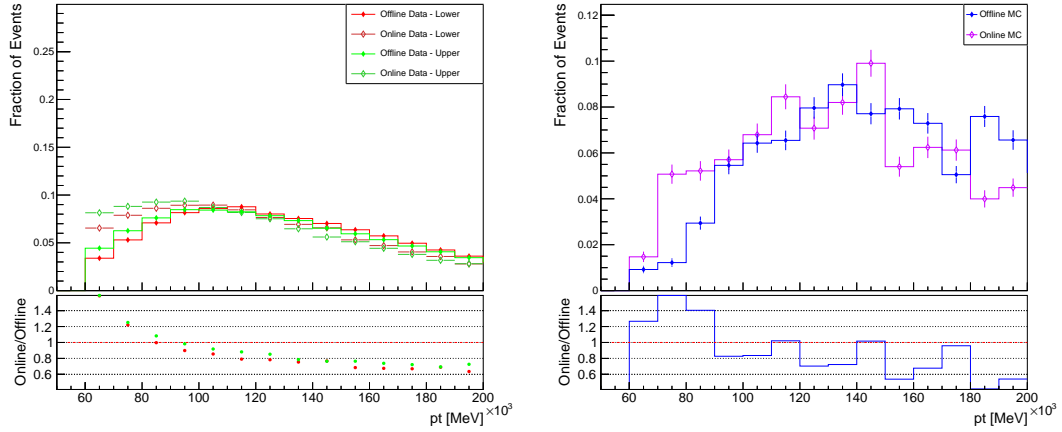 Fraction of Events
0.25
0.2
0.15
0.1
0.05
0
Offline Data - Lower
Online Data - Lower
Offline Data - Upper
Online Data - Upper
Online/Offline
1.4
1.2
1
0.8
0.6
60 80 100 120 140 160 180 200
×10³
pt [MeV]
Fraction of Events
0.12
0.1
0.08
0.06
0.04
0.02
0
Offline MC
Online MC
Online/Offline
1.4
1.2
1
0.8
0.6
60 80 100 120 140 160 180 200
×10³
pt [MeV]